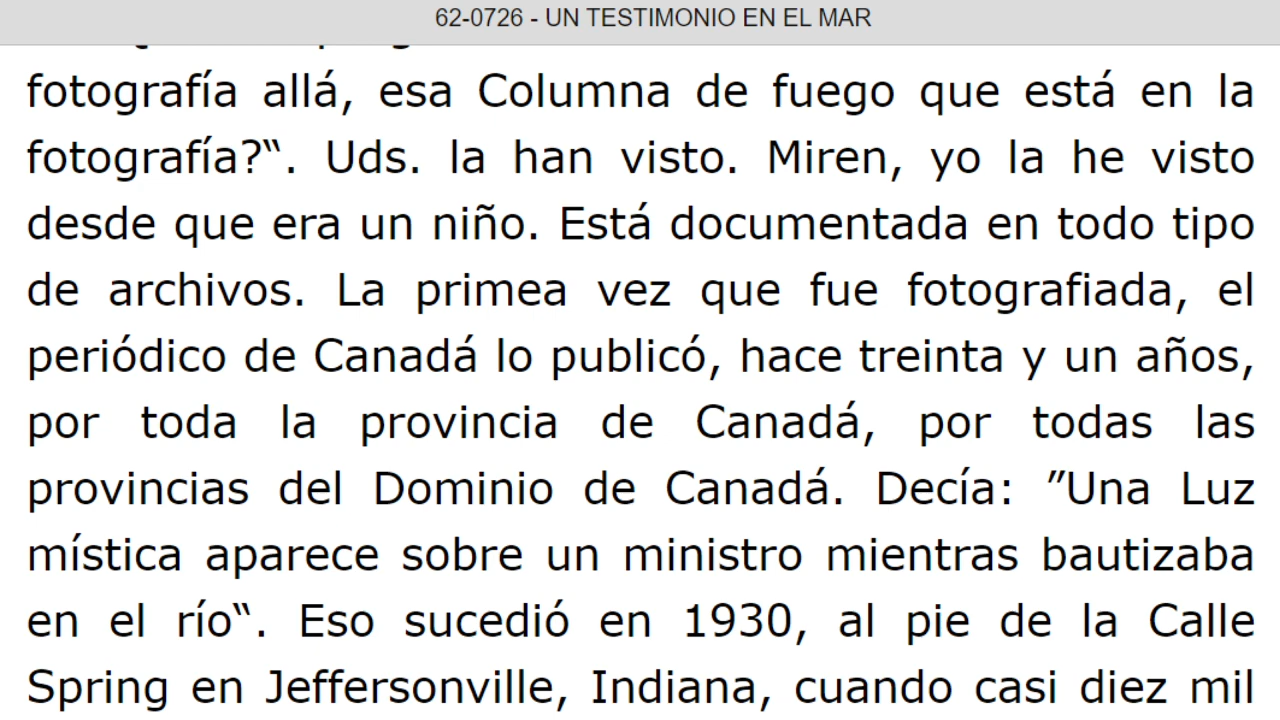 62-0726 - UN TESTIMONIO EN EL MAR
fotografía allá, esa Columna de fuego que está en la
fotografía?“. Uds. la han visto. Miren, yo la he visto
desde que era un niño. Está documentada en todo tipo
de archivos. La primea vez que fue fotografiada, el
periódico de Canadá lo publicó, hace treinta y un años,
por toda la provincia de Canadá, por todas las
provincias del Dominio de Canadá. Decía: ”Una Luz
mística aparece sobre un ministro mientras bautizaba
en el río“. Eso sucedió en 1930, al pie de la Calle
Spring en Jeffersonville, Indiana, cuando casi diez mil